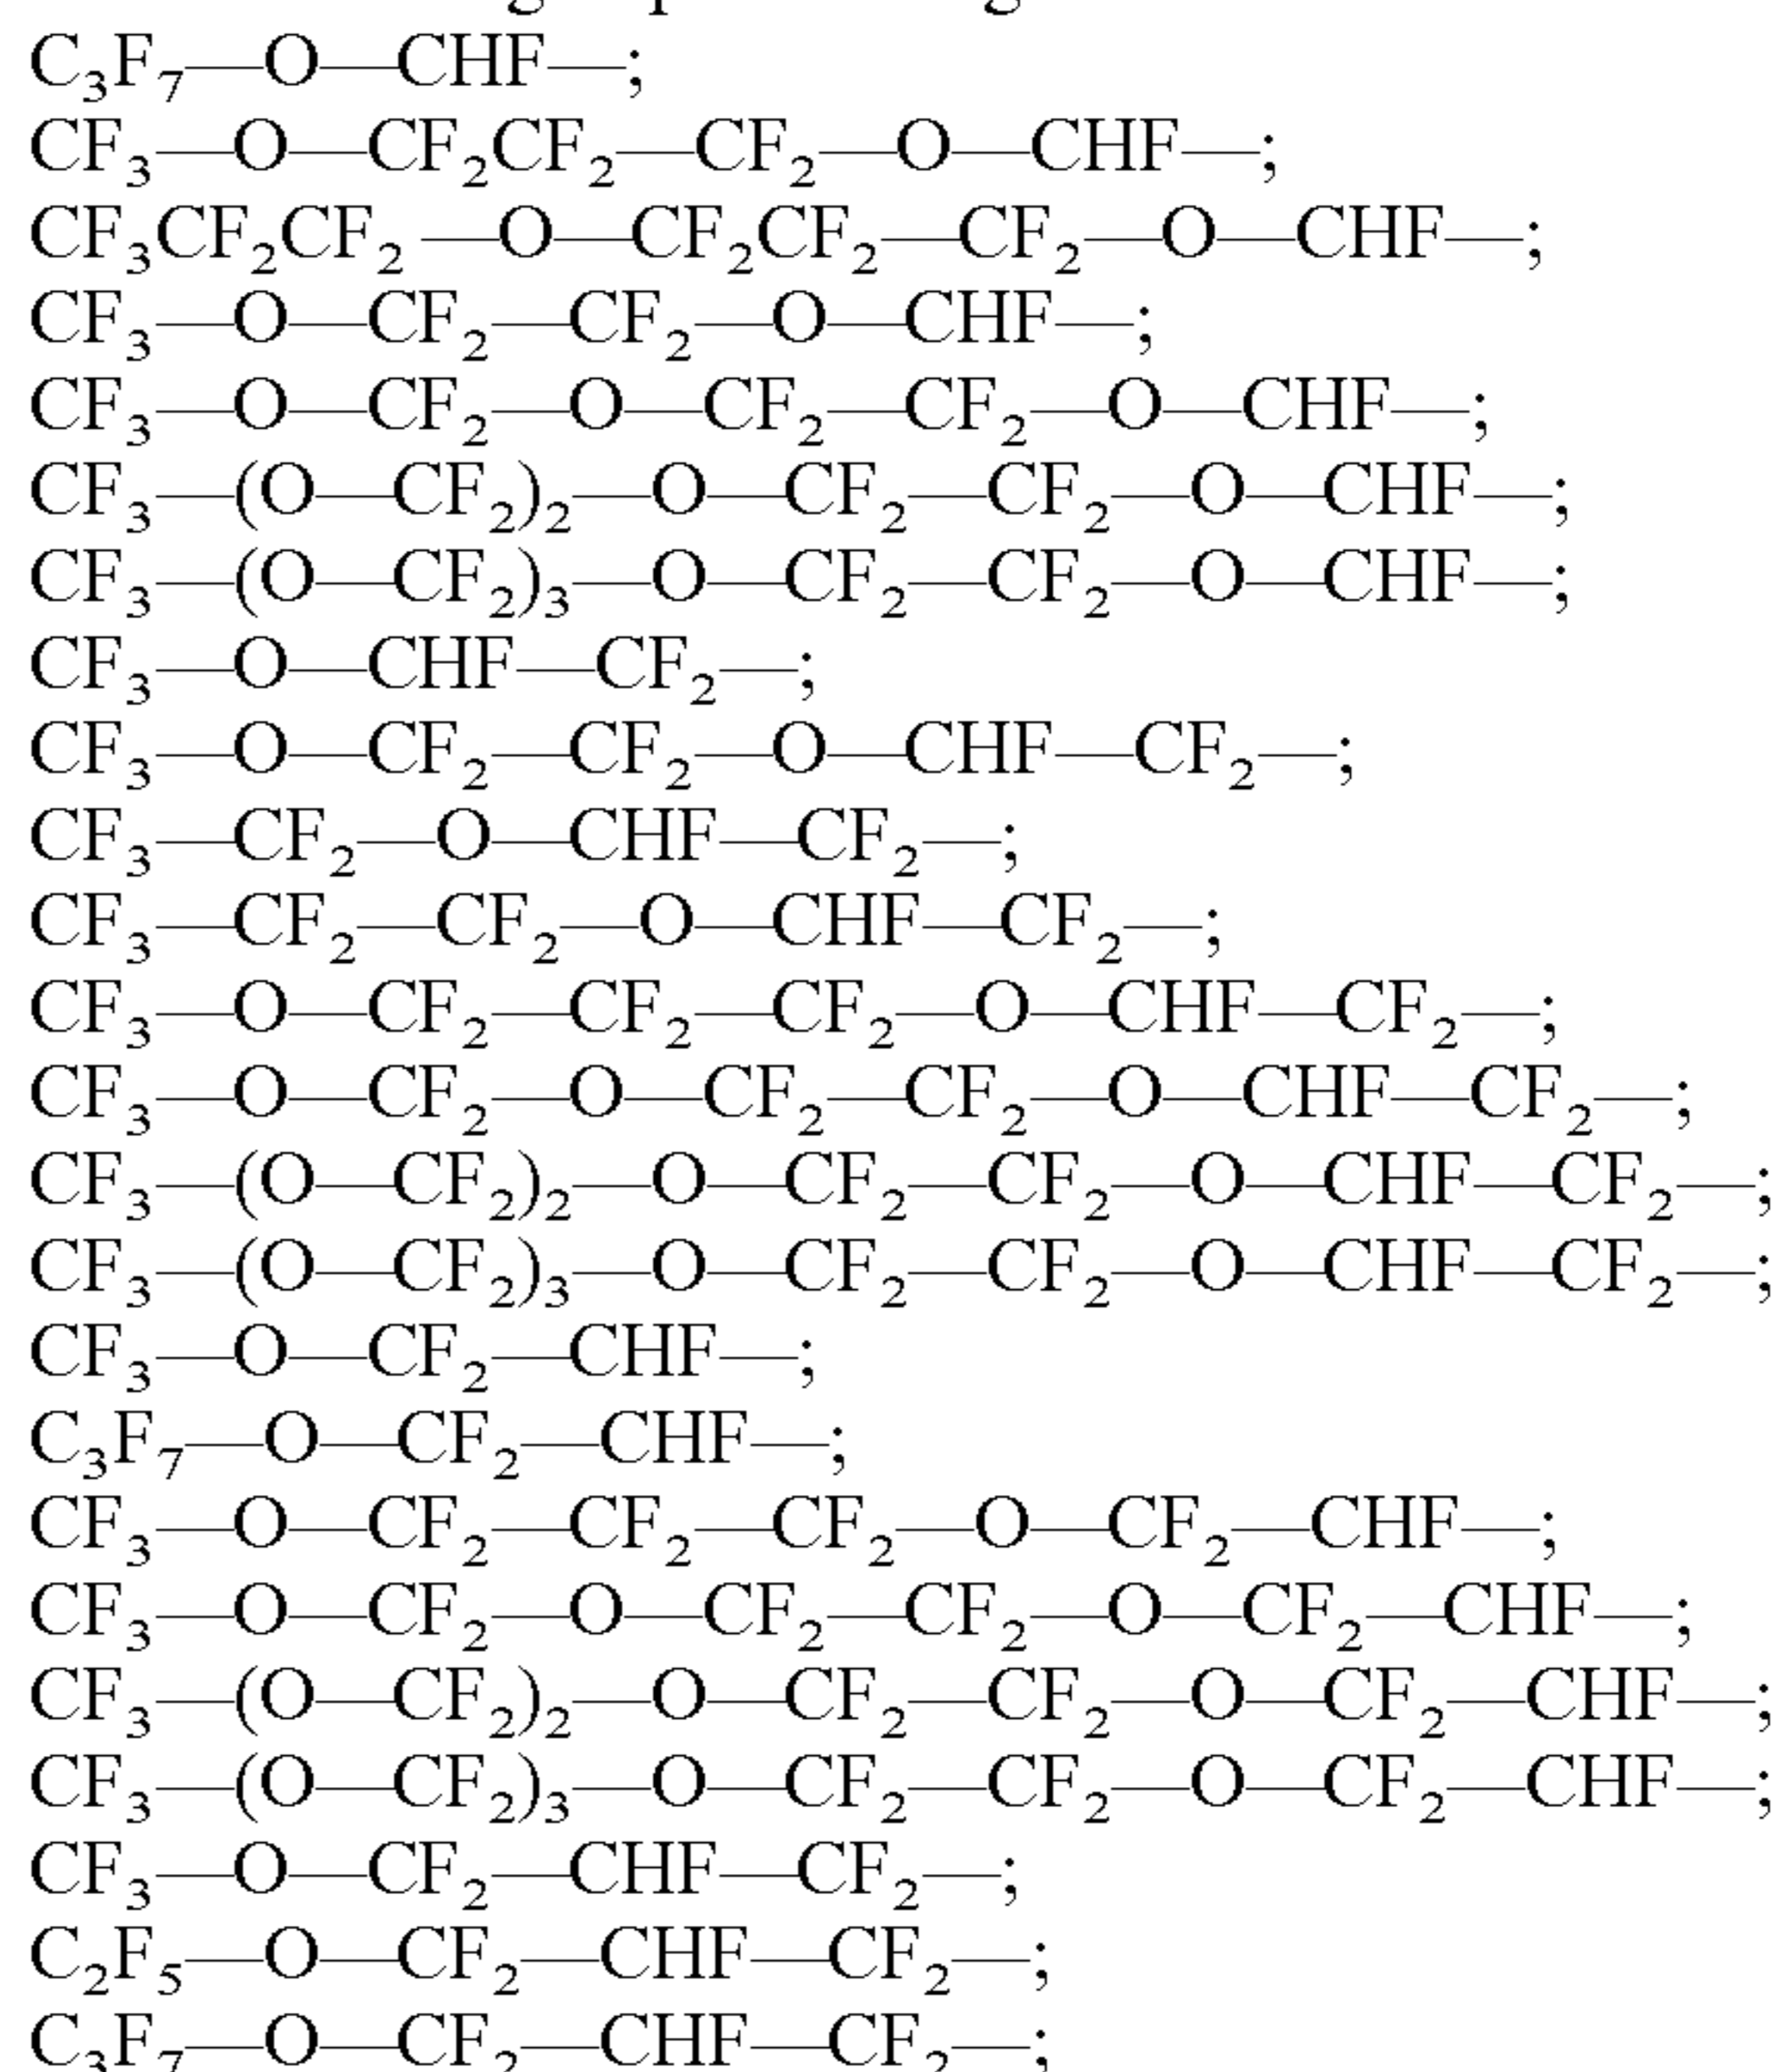 C₃F₇—O—CHF—;
CF₃—O—CF₂CF₂—CF₂—O—CHF—;
CF₃CF₂CF₂—O—CF₂CF₂—CF₂—O—CHF—;
CF₃—O—CF₂—CF₂—O—CHF—;
CF₃—O—CF₂—O—CF₂—CF₂—O—CHF—;
CF₃—(O—CF₂)₂—O—CF₂—CF₂—O—CHF—;
CF₃—(O—CF₂)₃—O—CF₂—CF₂—O—CHF—;
CF₃—O—CHF—CF₂—;
CF₃—O—CF₂—CF₂—O—CHF—CF₂—;
CF₃—CF₂—O—CHF—CF₂—;
CF₃—CF₂—CF₂—O—CHF—CF₂—;
CF₃—O—CF₂—CF₂—CF₂—O—CHF—CF₂—;
CF₃—O—CF₂—O—CF₂—CF₂—O—CHF—CF₂—;
CF₃—(O—CF₂)₂—O—CF₂—CF₂—O—CHF—CF₂—;
CF₃—(O—CF₂)₃—O—CF₂—CF₂—O—CHF—CF₂—;
CF₃—O—CF₂—CHF—;
C₃F₇—O—CF₂—CHF—;
CF₃—O—CF₂—CF₂—CF₂—O—CF₂—CHF—;
CF₃—O—CF₂—O—CF₂—CF₂—O—CF₂—CHF—;
CF₃—(O—CF₂)₂—O—CF₂—CF₂—O—CF₂—CHF—;
CF₃—(O—CF₂)₃—O—CF₂—CF₂—O—CF₂—CHF—;
CF₃—O—CF₂—CHF—CF₂—;
C₂F₅—O—CF₂—CHF—CF₂—;
C₃F₇—O—CF₂—CHF—CF₂—;